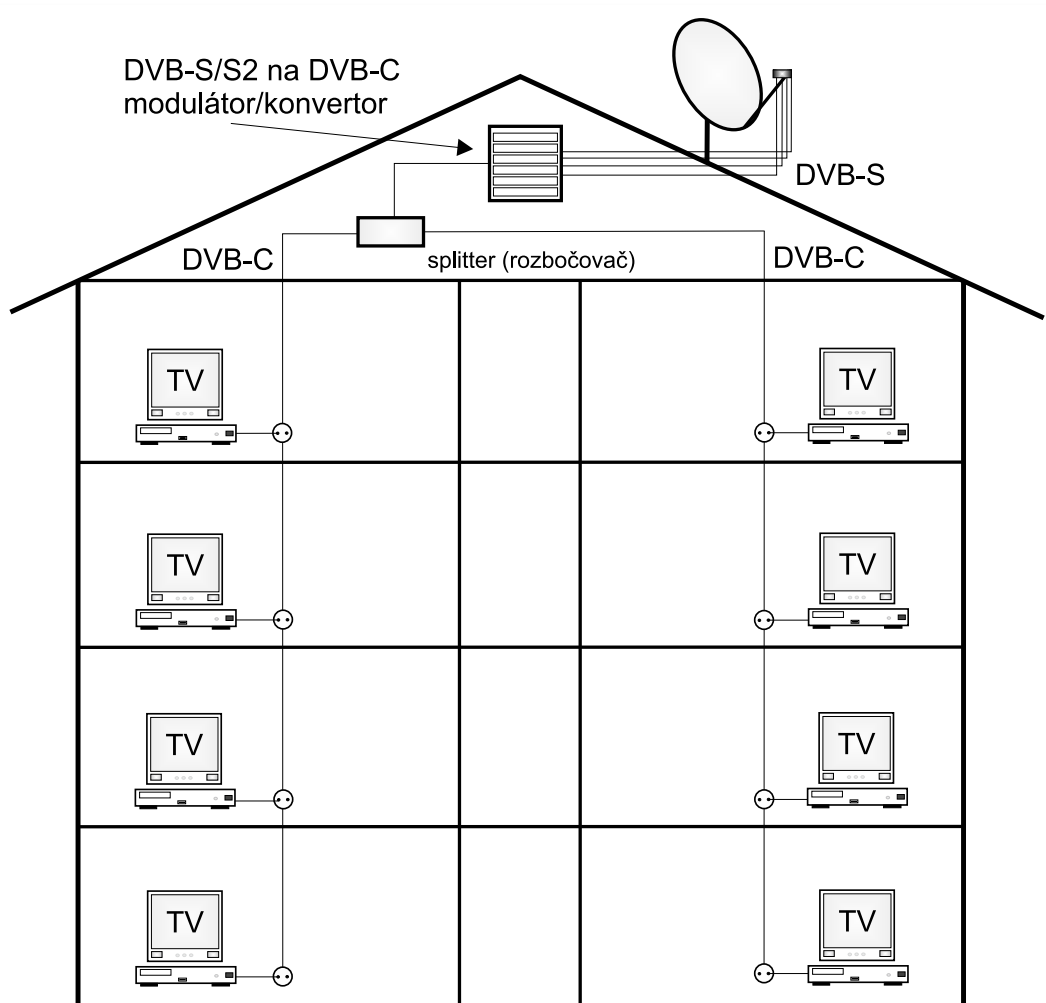 DVB-S/S2 na DVB-C
modulátor/konvertor
DVB-S
DVB-C
splitter (rozbočovač)
DVB-C
TV
TV
TV
TV
TV
TV
TV
TV